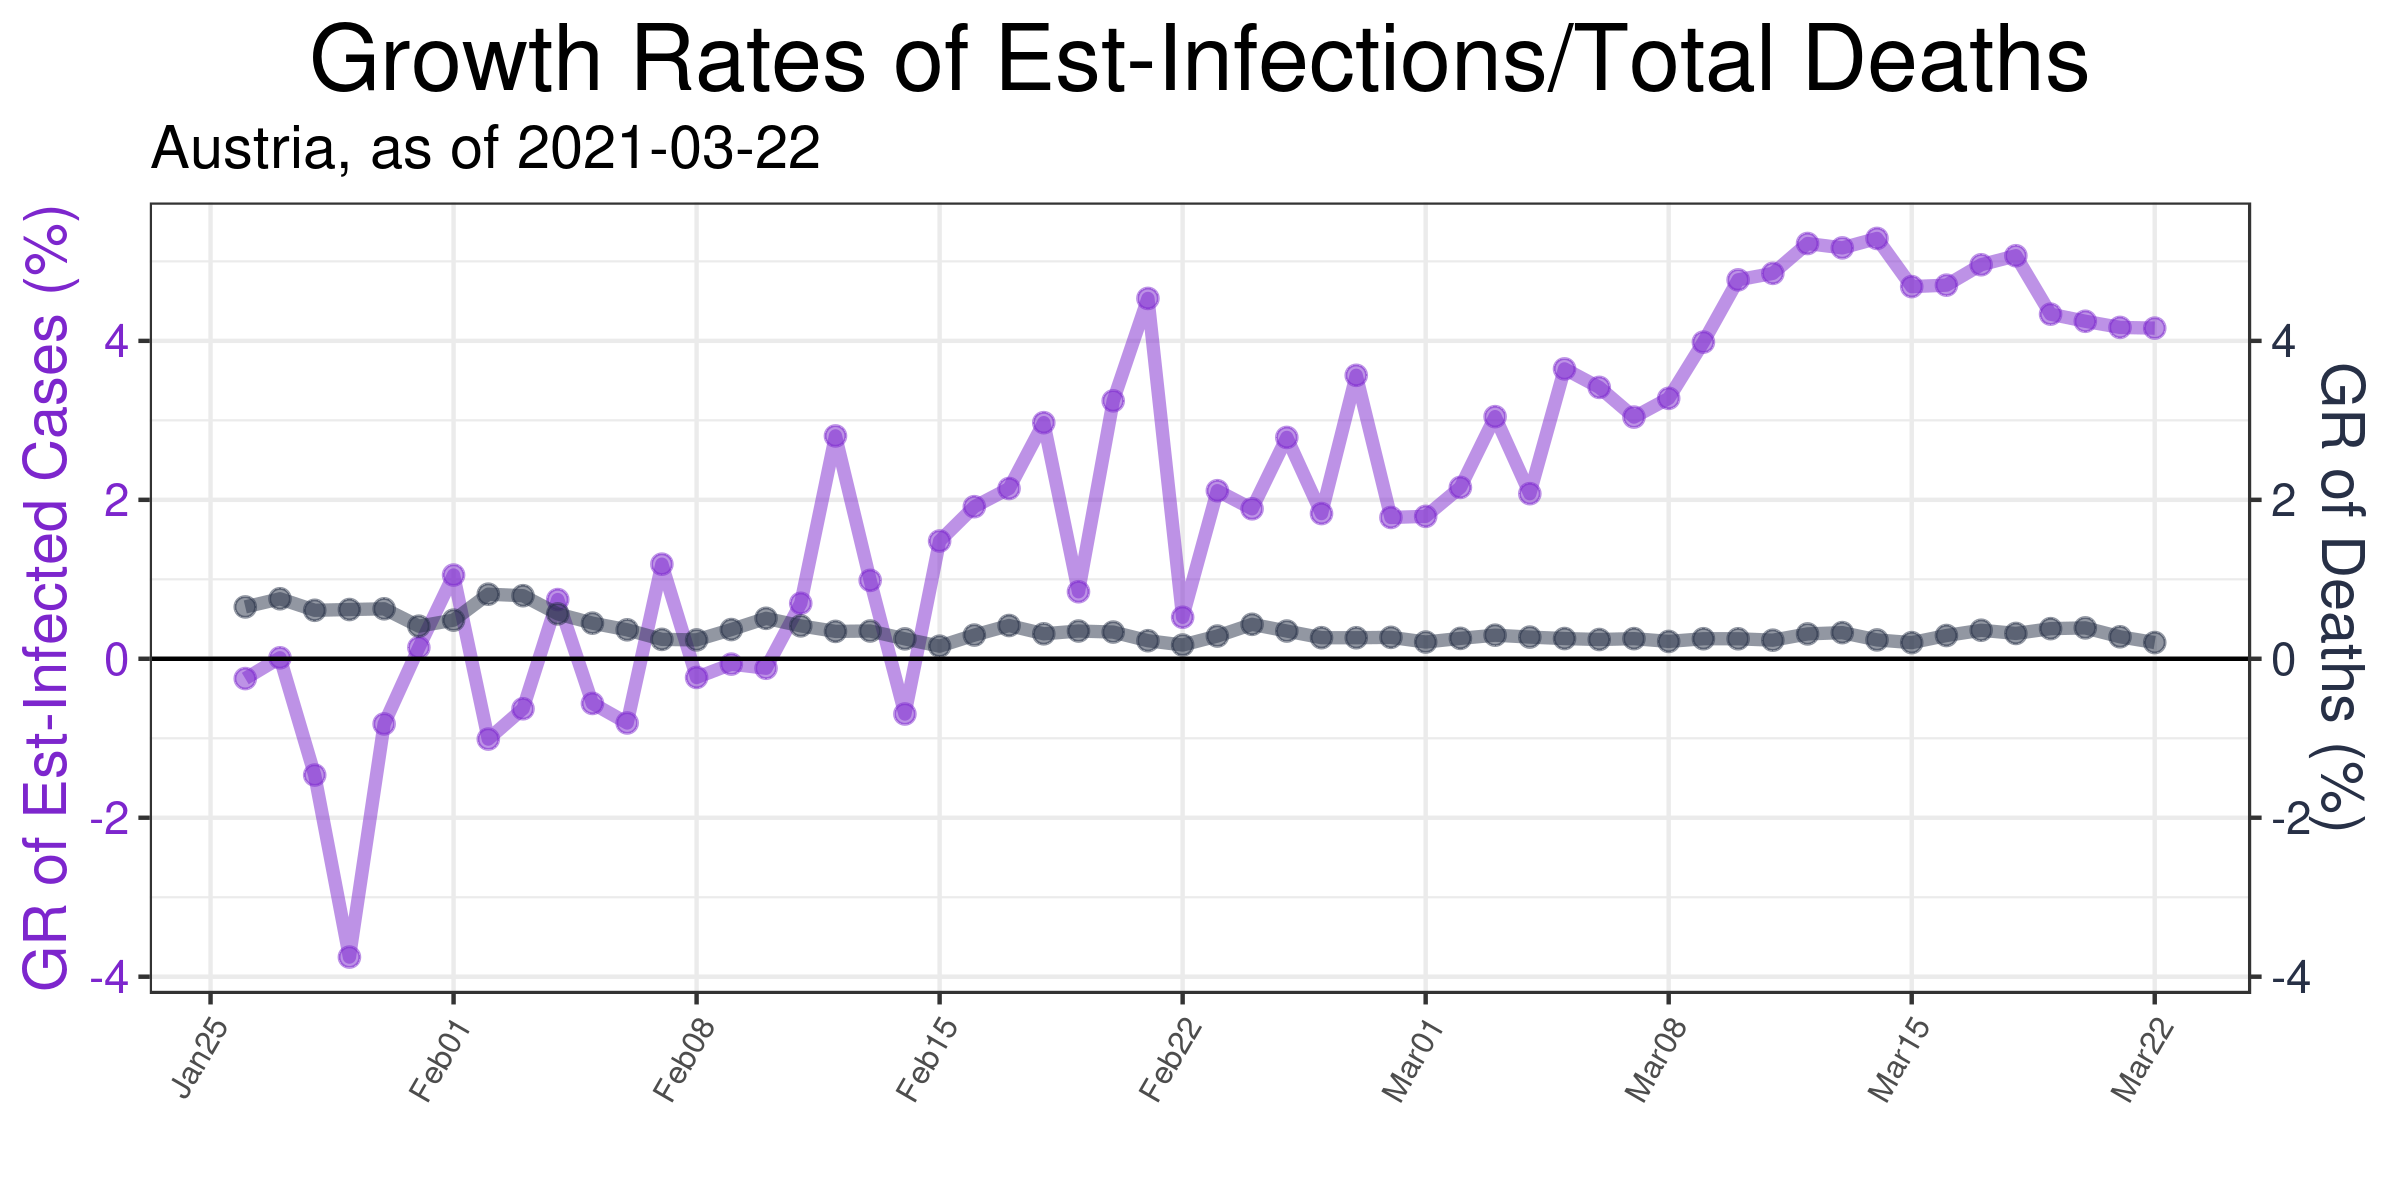 Growth Rates of Est-Infections/Total Deaths
Austria, as of 2021-03-22
GR of Est-Infected Cases (%)
4
2
0
-2
-4
4
2
0
-2
-4
GR of Deaths (%)
Jan25
Feb01
Feb08
Feb15
Feb22
Mar01
Mar08
Mar15
Mar22